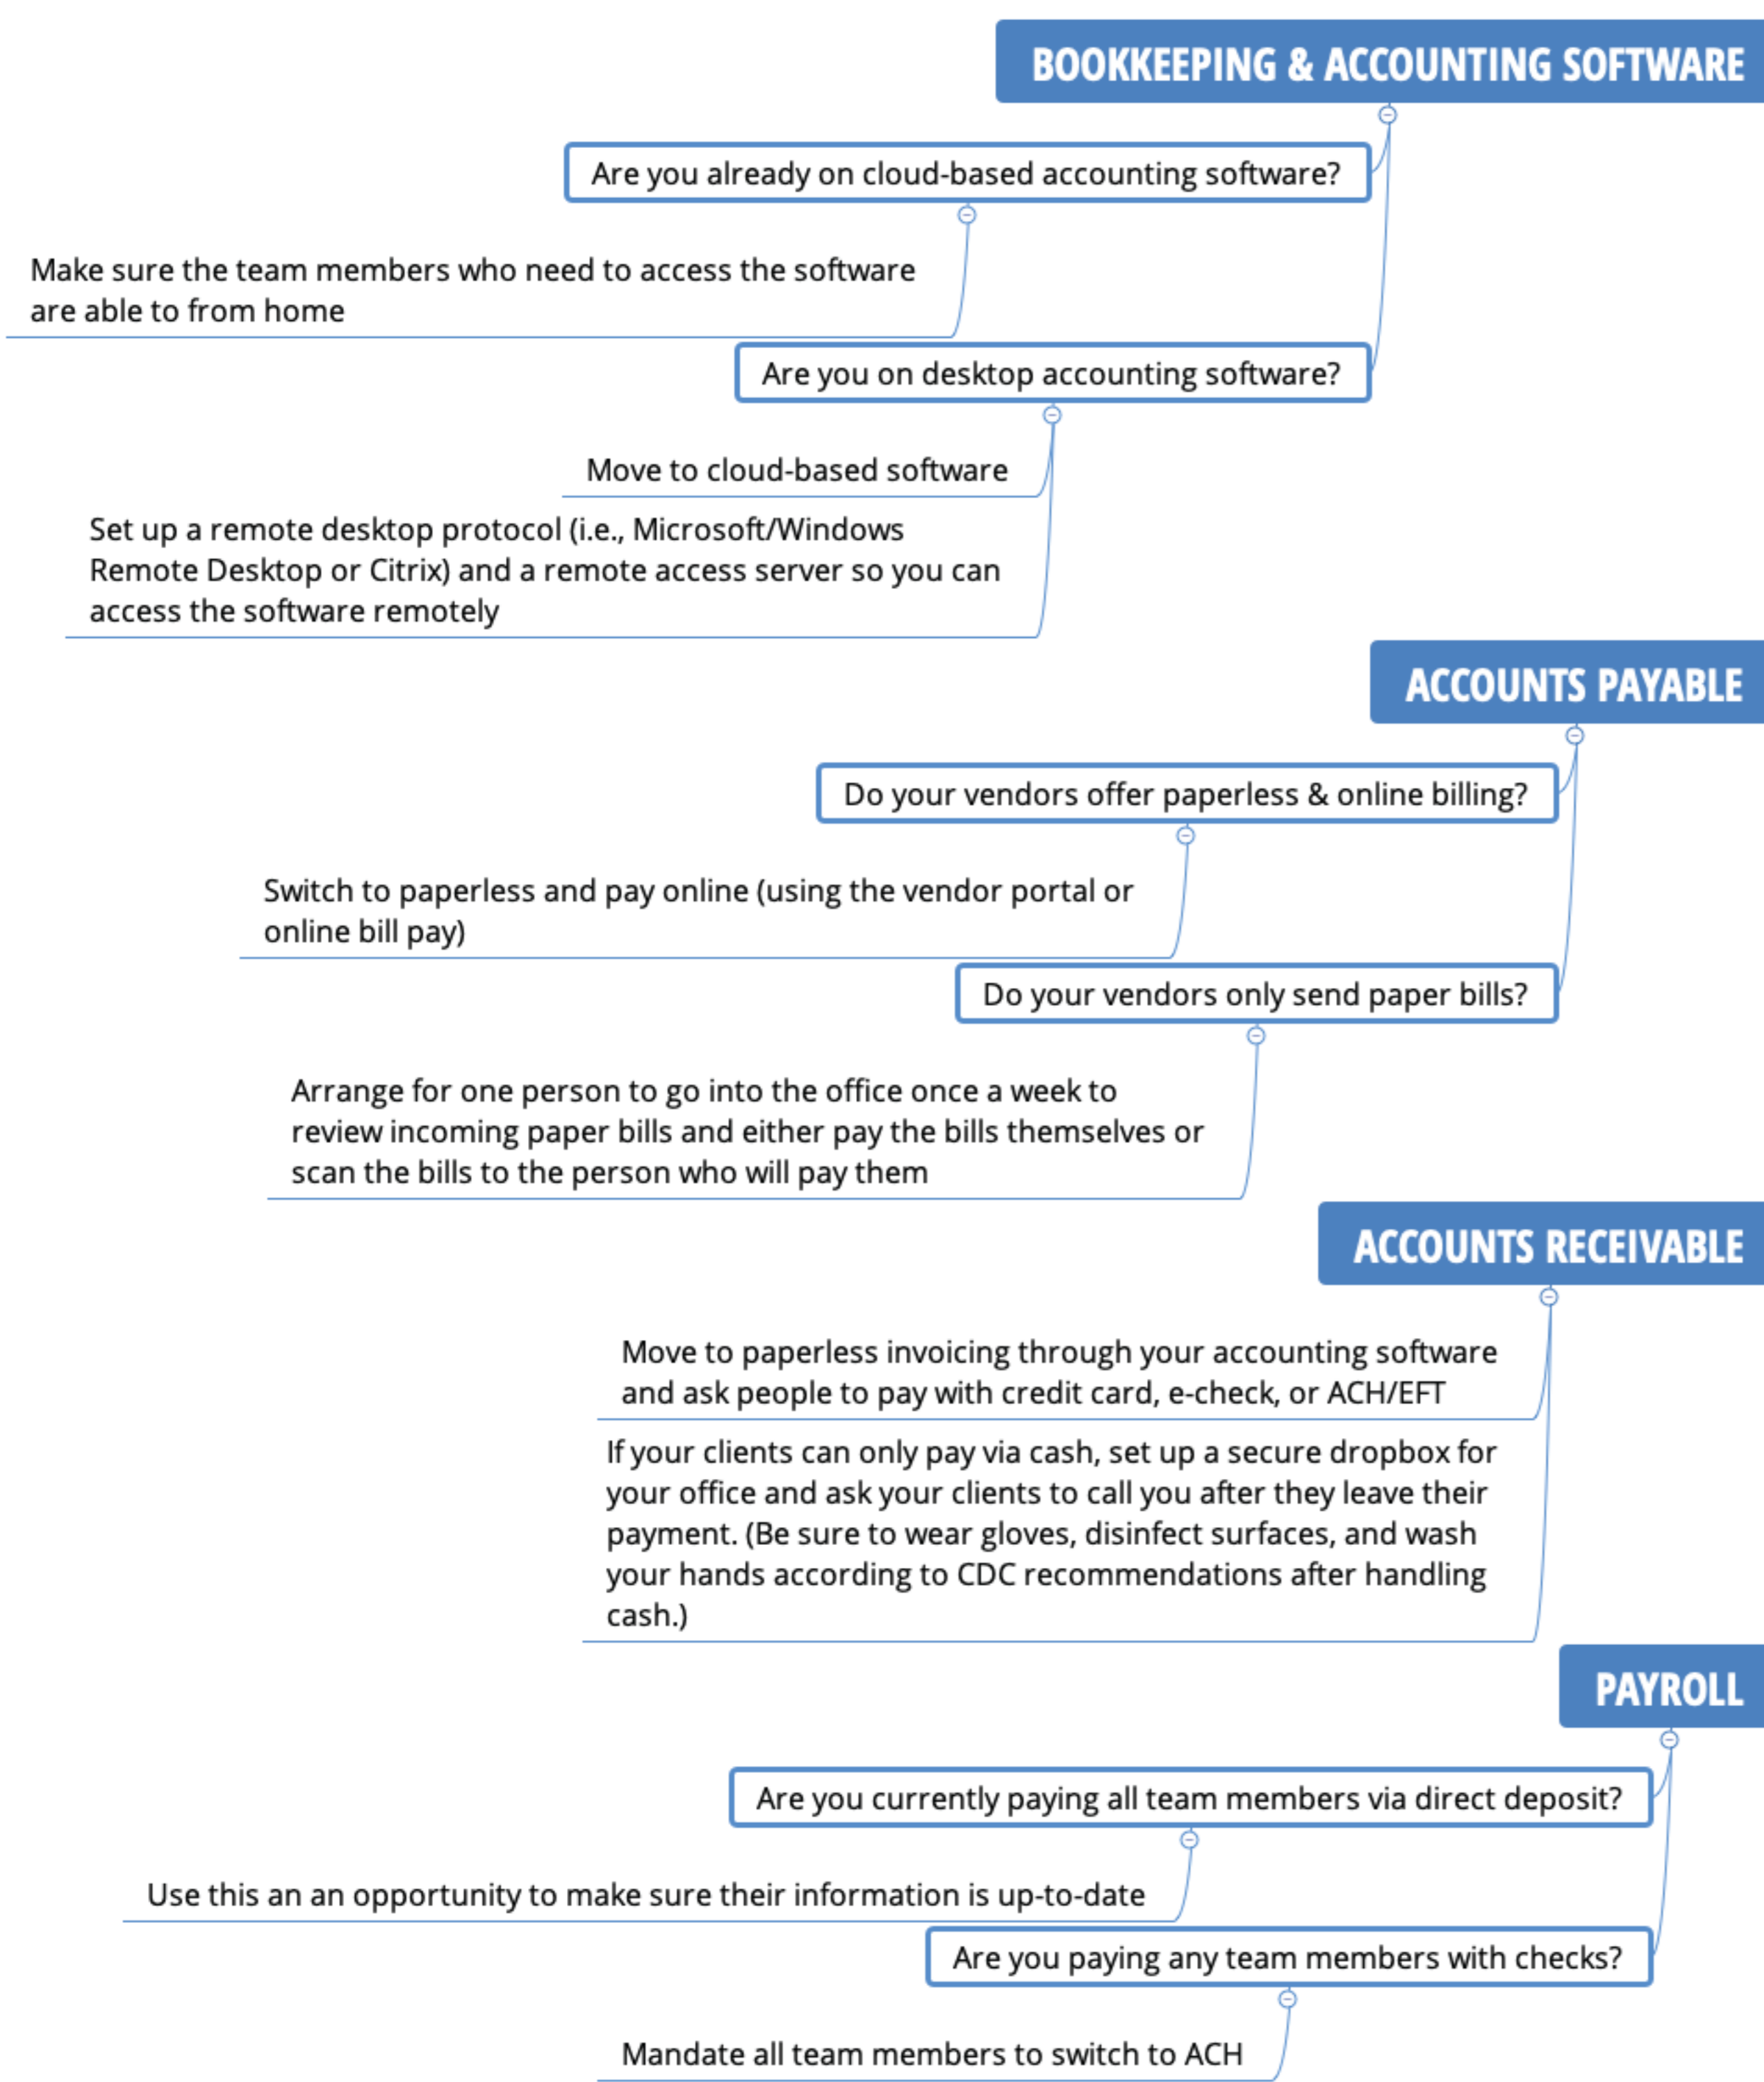 BOOKKEEPING & ACCOUNTING SOFTWARE
Are you already on cloud-based accounting software?
Make sure the team members who need to access the software
are able to from home
Are you on desktop accounting software?
Move to cloud-based software
Set up a remote desktop protocol (i.e., Microsoft/Windows
Remote Desktop or Citrix) and a remote access server so you can
access the software remotely
ACCOUNTS PAYABLE
Do your vendors offer paperless & online billing?
Switch to paperless and pay online (using the vendor portal or
online bill pay)
Do your vendors only send paper bills?
Arrange for one person to go into the office once a week to
review incoming paper bills and either pay the bills themselves or
scan the bills to the person who will pay them
ACCOUNTS RECEIVABLE
Move to paperless invoicing through your accounting software
and ask people to pay with credit card, e-check, or ACH/EFT
If your clients can only pay via cash, set up a secure dropbox for
your office and ask your clients to call you after they leave their
payment. (Be sure to wear gloves, disinfect surfaces, and wash
your hands according to CDC recommendations after handling
cash.)
PAYROLL
Are you currently paying all team members via direct deposit?
Use this an an opportunity to make sure their information is up-to-date
Are you paying any team members with checks?
Mandate all team members to switch to ACH